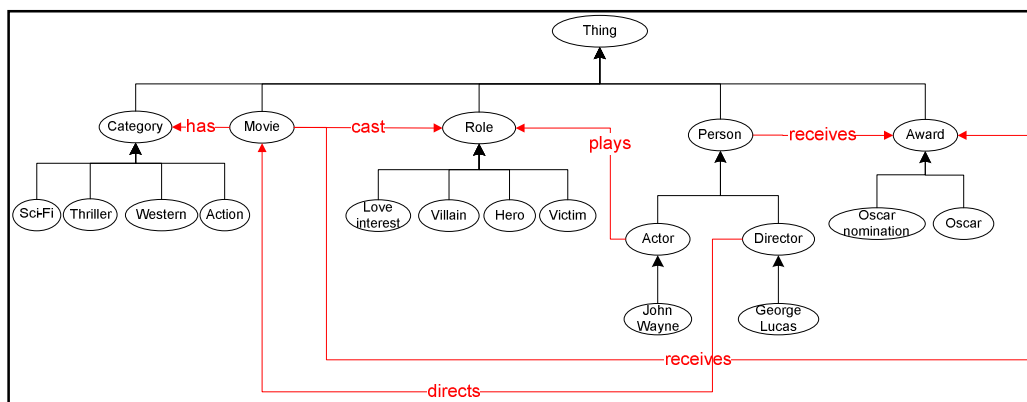 Thing
Category
has
Movie
cast
Role
plays
Person
receives
Award
Sci-Fi
Thriller
Western
Action
Love
interest
Villain
Hero
Victim
Actor
Director
Oscar
nomination
Oscar
John
Wayne
George
Lucas
receives
directs